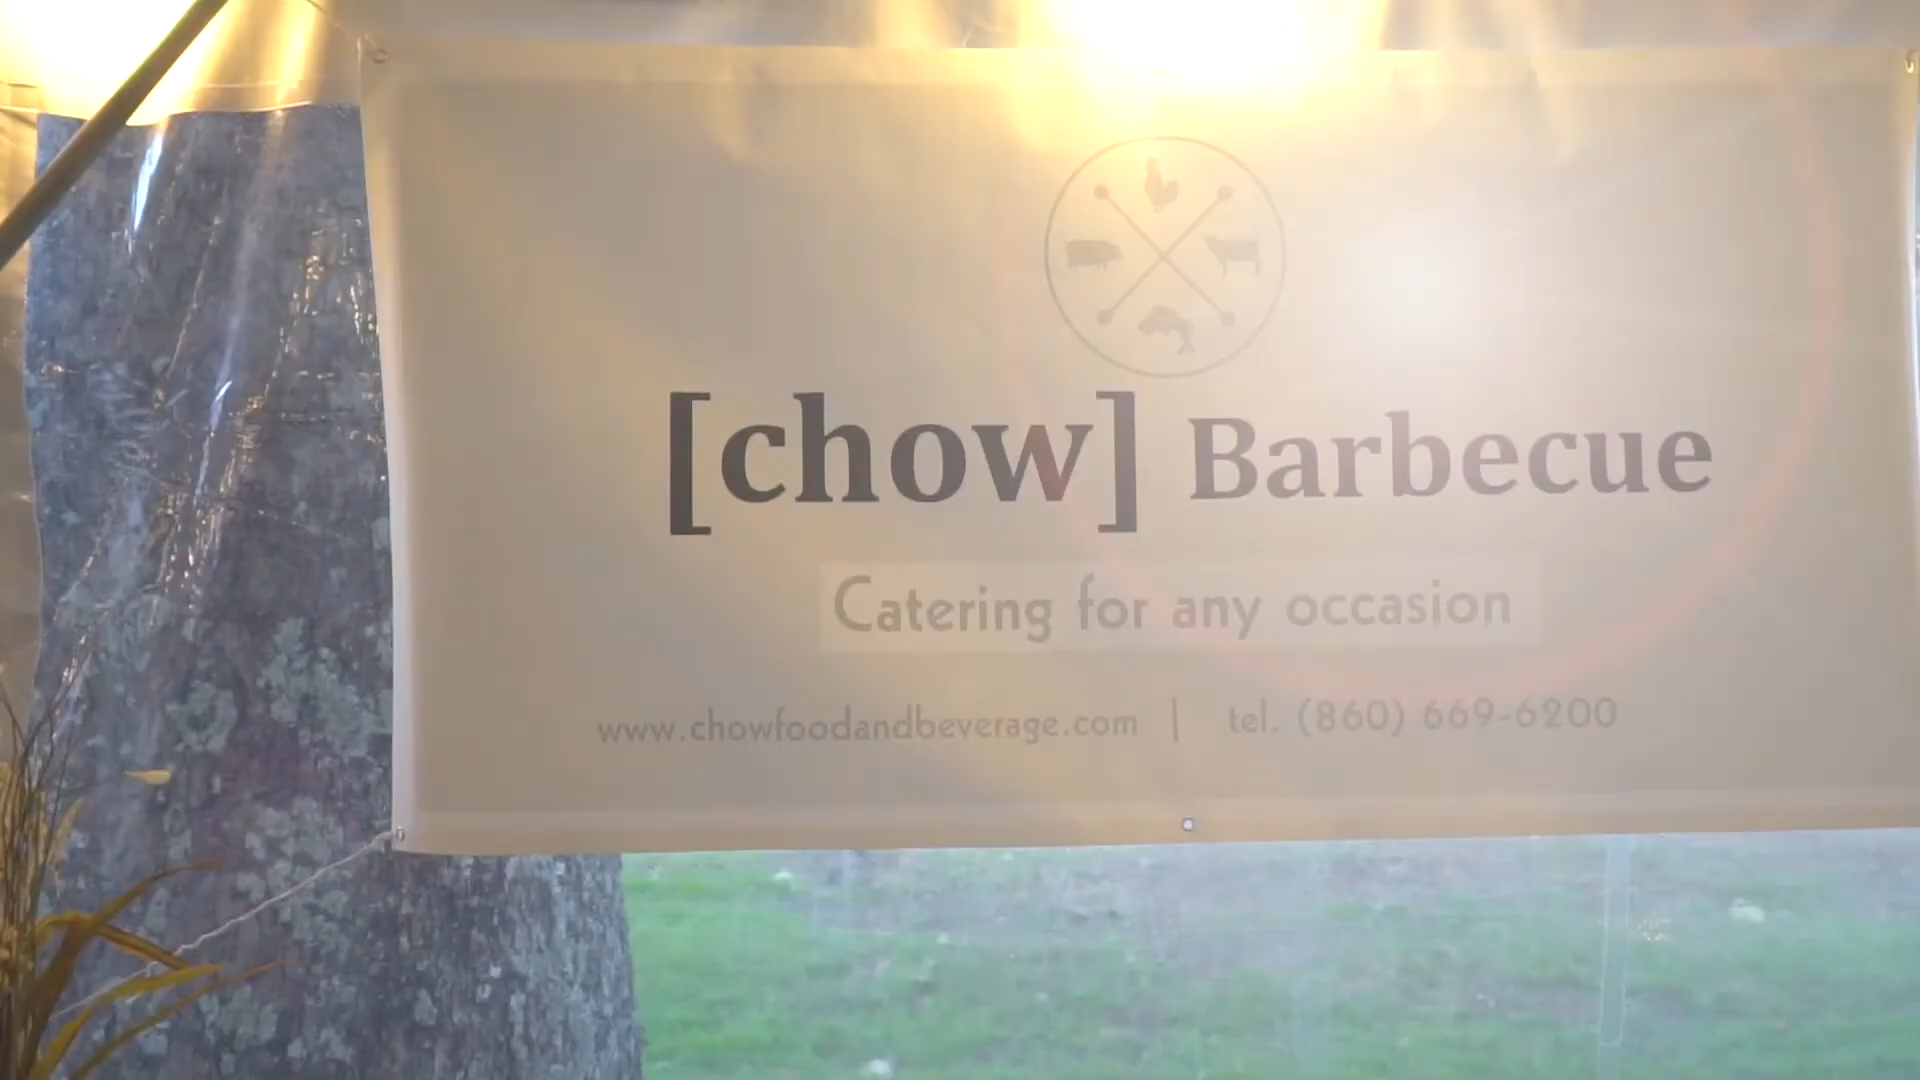 [chow] Barbecue
Catering for any occasion
www.chowfoodandbeverage.com | tel. (860) 669-6200